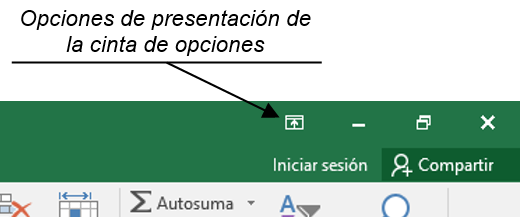 Opciones de presentación de
la cinta de opciones
Iniciar sesión
Compartir
Autosuma